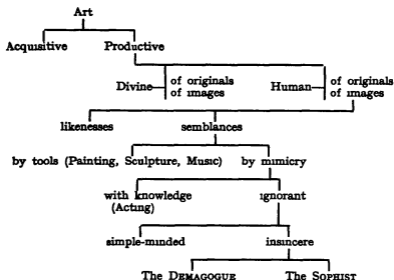 Art
Acquisitive Productive
Divine of originals Human of originals
of images of images
likenesses semblances
by tools (Painting, Sculpture, Music) by mimicry
with knowledge ignorant
(Acting)
simple-minded insincere
The DEMAGOGUE The SOPHIST